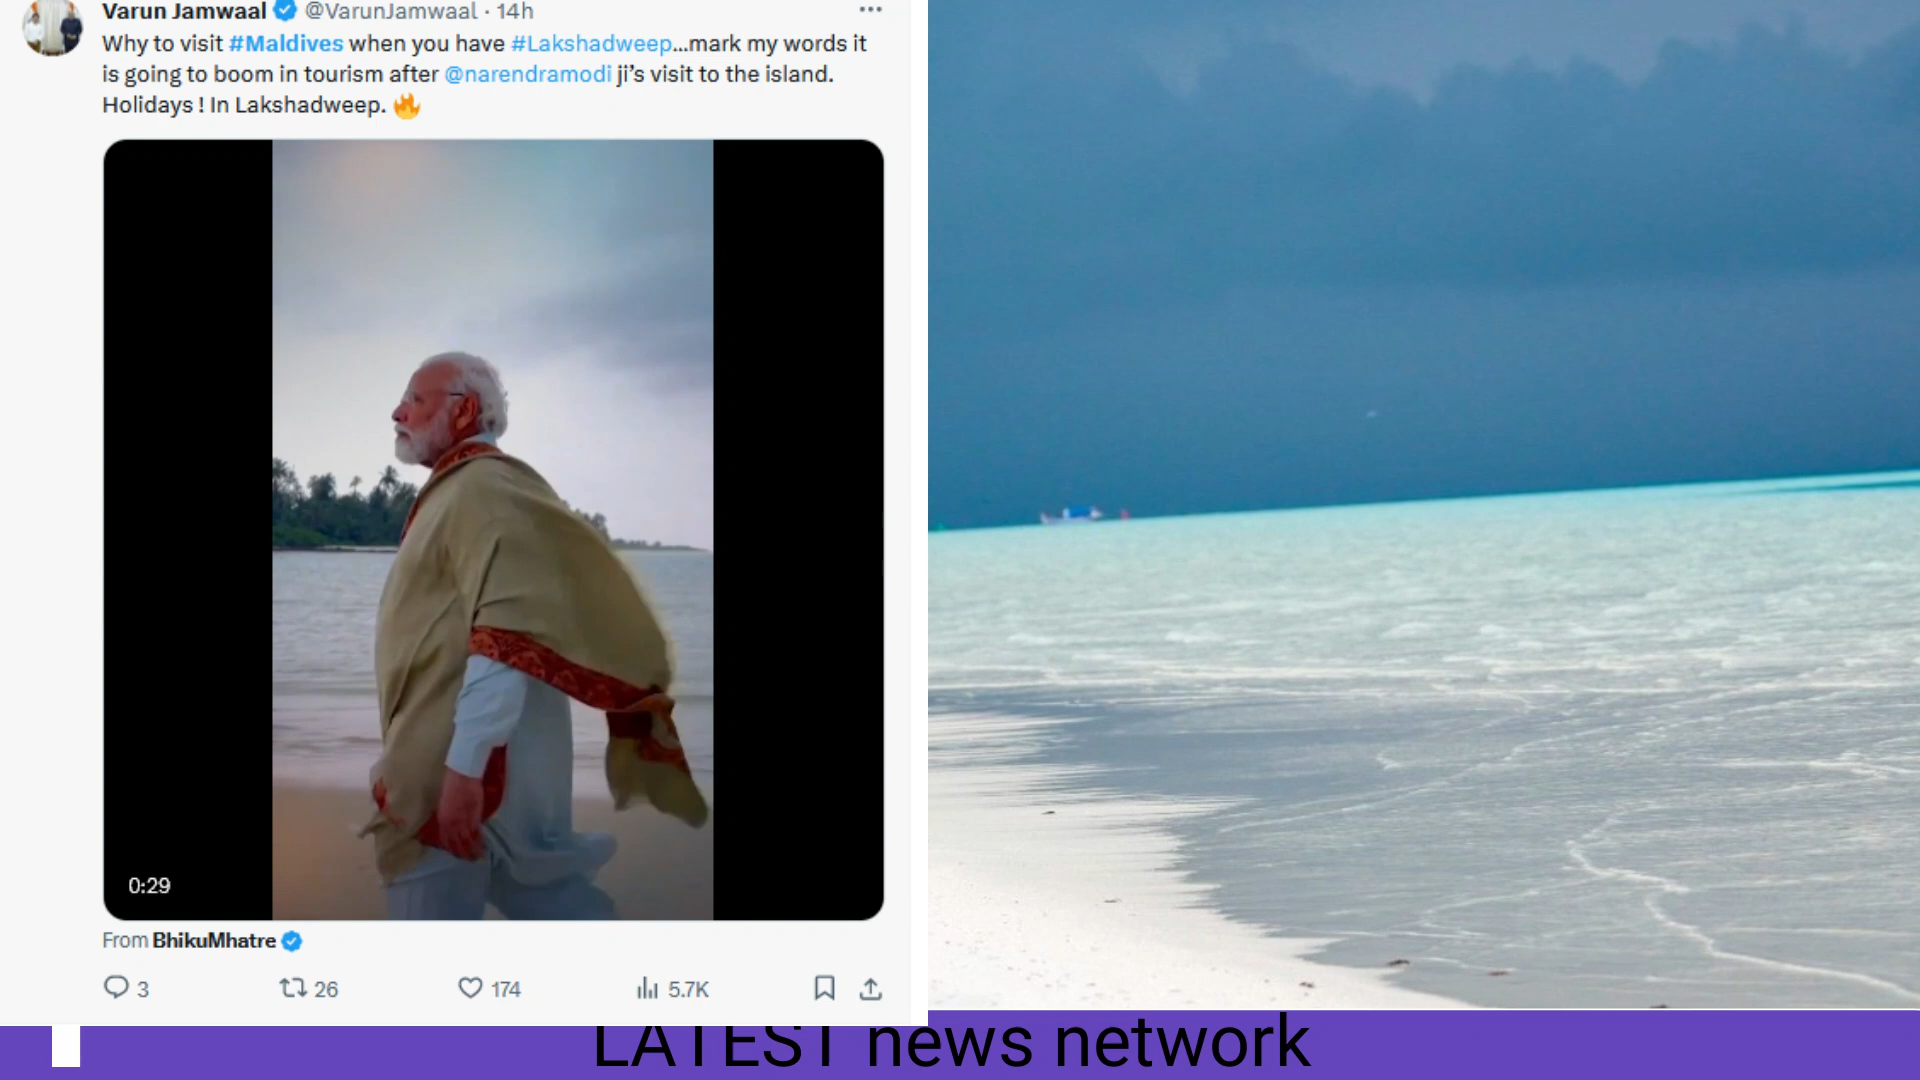 Varun Jamwaal @VarunJamwaal · 14h
Why to visit #Maldives when you have #Lakshadweep...mark my words it
is going to boom in tourism after @narendramodi ji’s visit to the island.
Holidays ! In Lakshadweep. 🔥
0:29
From BhikuMhatre
3 26 174 5.7K
LATEST news network